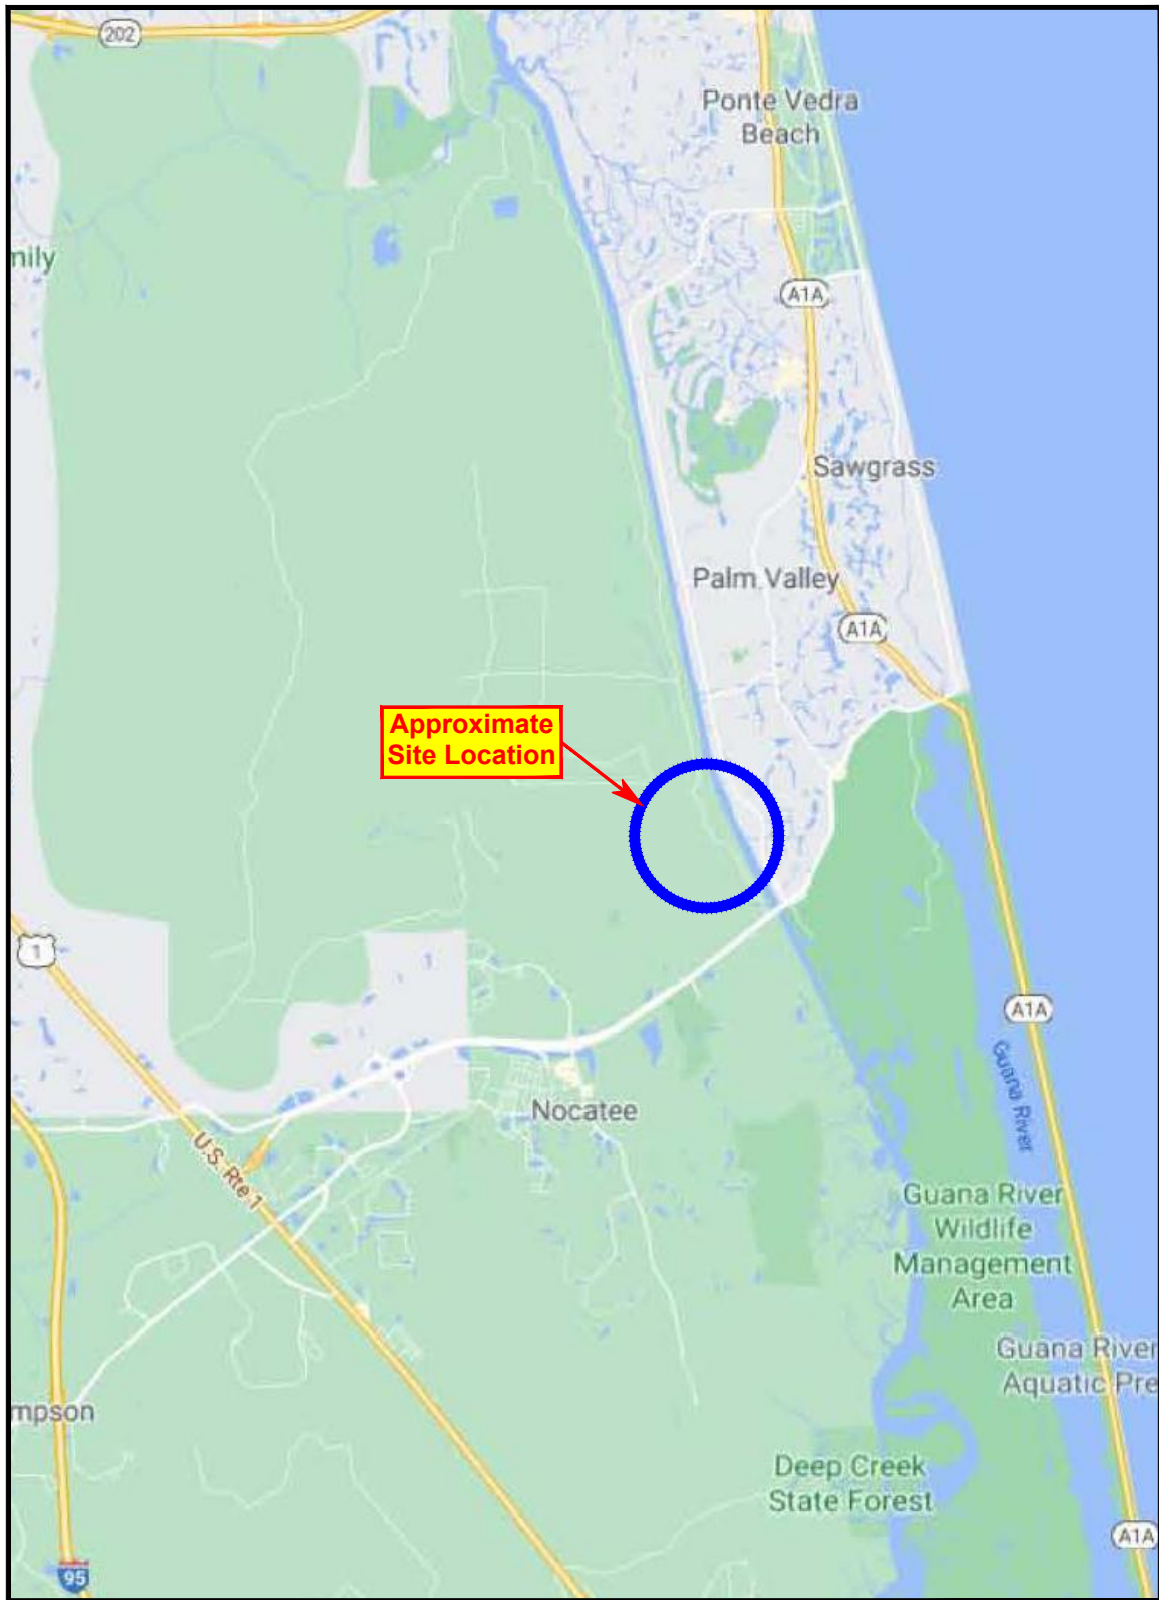 202
Ponte Vedra
Beach
mily
A1A
Sawgrass
Palm Valley
A1A
Approximate
Site Location
1
A1A
Guana River
Nocatee
U.S. Rte 1
Guana River
Wildlife
Management
Area
Guana River
Aquatic Pre
mpson
Deep Creek
State Forest
A1A
95